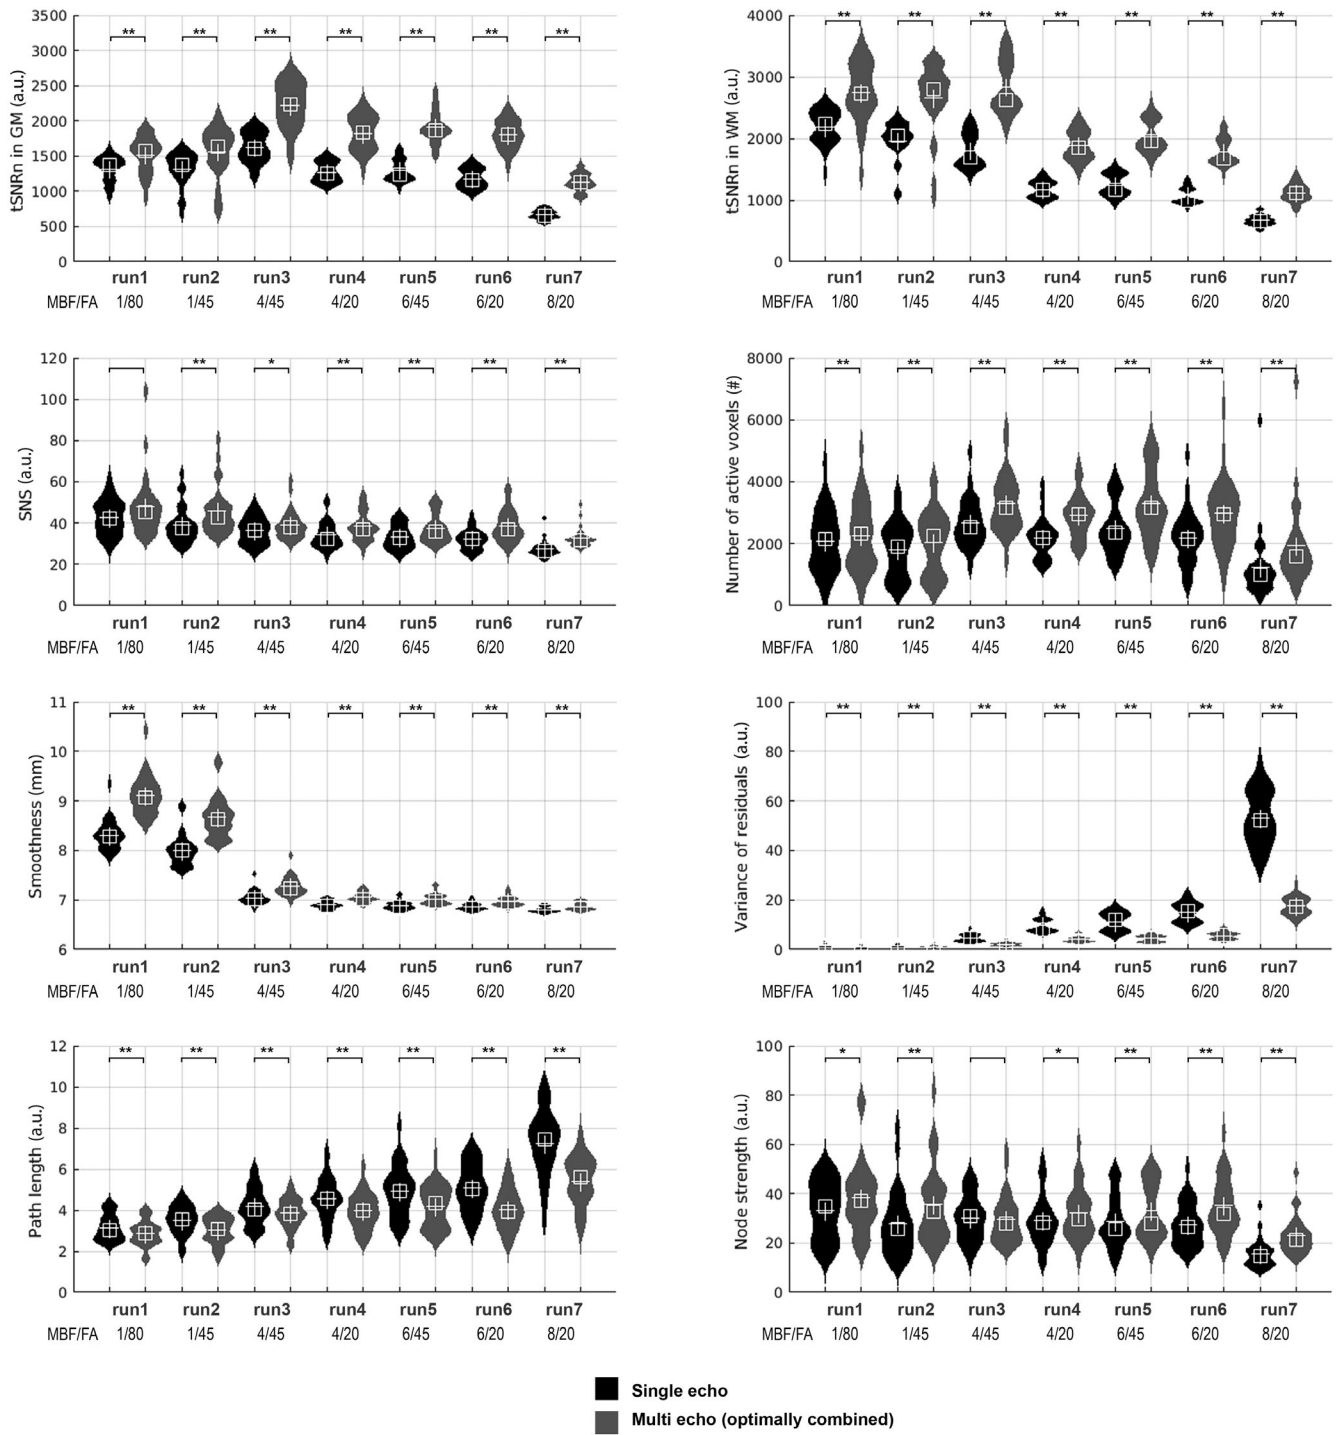 tSNRn in GM (a.u.)
3500
3000
2500
2000
1500
1000
500
0
** ** ** ** ** ** **
run1 run2 run3 run4 run5 run6 run7
MBF/FA 1/80 1/45 4/45 4/20 6/45 6/20 8/20
tSNRn in WM (a.u.)
4000
3000
2000
1000
0
** ** ** ** ** ** **
run1 run2 run3 run4 run5 run6 run7
MBF/FA 1/80 1/45 4/45 4/20 6/45 6/20 8/20
SNS (a.u.)
120
100
80
60
40
20
0
** * ** ** ** **
run1 run2 run3 run4 run5 run6 run7
MBF/FA 1/80 1/45 4/45 4/20 6/45 6/20 8/20
Number of active voxels (#)
8000
6000
4000
2000
0
** ** ** ** ** ** **
run1 run2 run3 run4 run5 run6 run7
MBF/FA 1/80 1/45 4/45 4/20 6/45 6/20 8/20
Smoothness (mm)
11
10
9
8
7
6
** ** ** ** ** ** **
run1 run2 run3 run4 run5 run6 run7
MBF/FA 1/80 1/45 4/45 4/20 6/45 6/20 8/20
Variance of residuals (a.u.)
100
80
60
40
20
0
** ** ** ** ** ** **
run1 run2 run3 run4 run5 run6 run7
MBF/FA 1/80 1/45 4/45 4/20 6/45 6/20 8/20
Path length (a.u.)
12
10
8
6
4
2
0
** ** ** ** ** ** **
run1 run2 run3 run4 run5 run6 run7
MBF/FA 1/80 1/45 4/45 4/20 6/45 6/20 8/20
Node strength (a.u.)
100
80
60
40
20
0
* ** * ** ** **
run1 run2 run3 run4 run5 run6 run7
MBF/FA 1/80 1/45 4/45 4/20 6/45 6/20 8/20
Single echo
Multi echo (optimally combined)